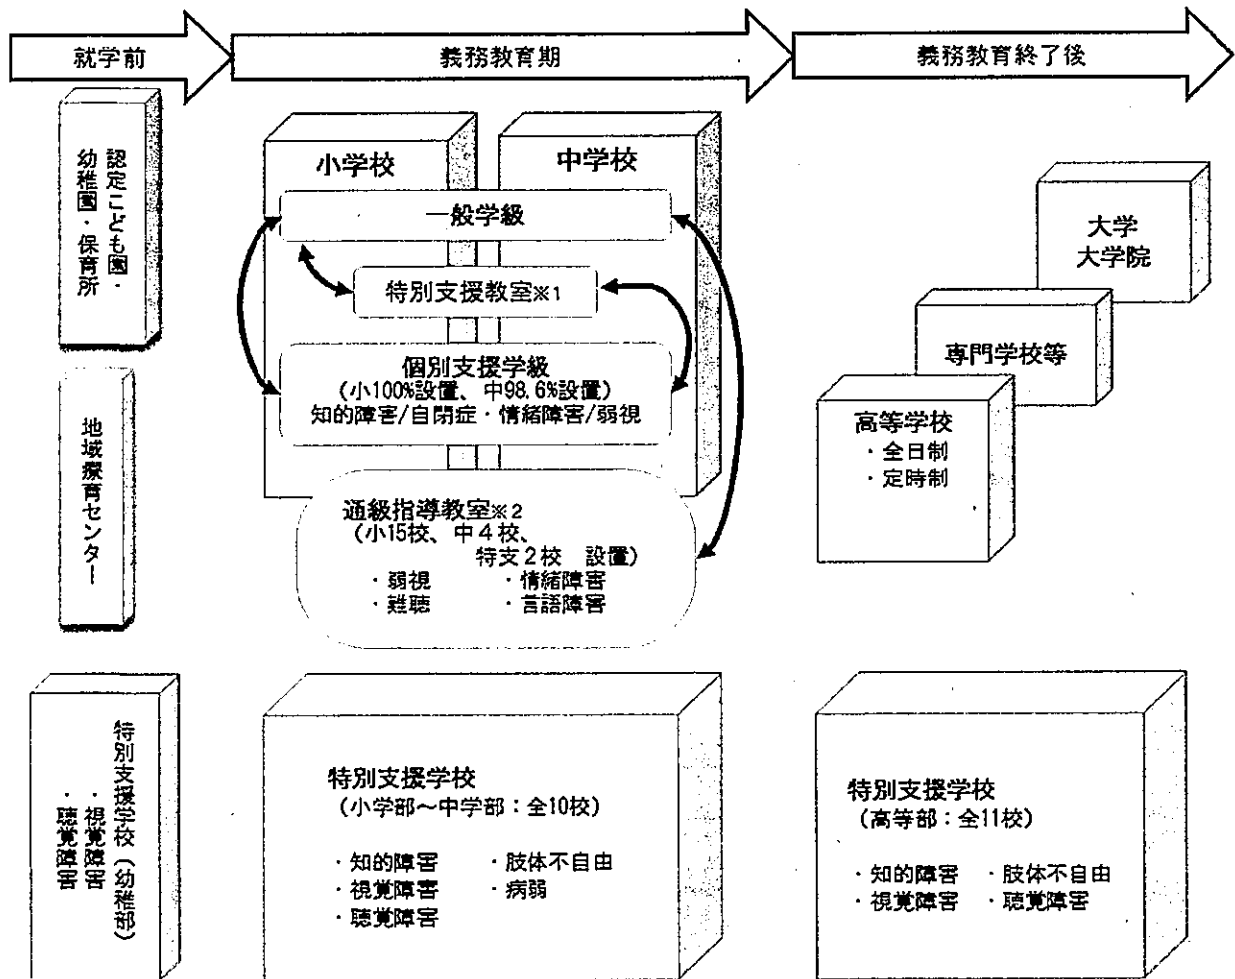 就学前
義務教育期
義務教育終了後
認定こども園・
幼稚園・保育所
地域療育センター
小学校
中学校
一般学級
特別支援教室※1
個別支援学級
(小100%設置、中98.6%設置)
知的障害/自閉症・情緒障害/弱視
通級指導教室※2
(小15校、中4校、
特支2校 設置)
・弱視 ・情緒障害
・難聴 ・言語障害
大学
大学院
専門学校等
高等学校
・全日制
・定時制
特別支援学校(幼稚部)
・視覚障害
・聴覚障害
特別支援学校
(小学部～中学部:全10校)
・知的障害 ・肢体不自由
・視覚障害 ・病弱
・聴覚障害
特別支援学校
(高等部:全11校)
・知的障害 ・肢体不自由
・視覚障害 ・聴覚障害